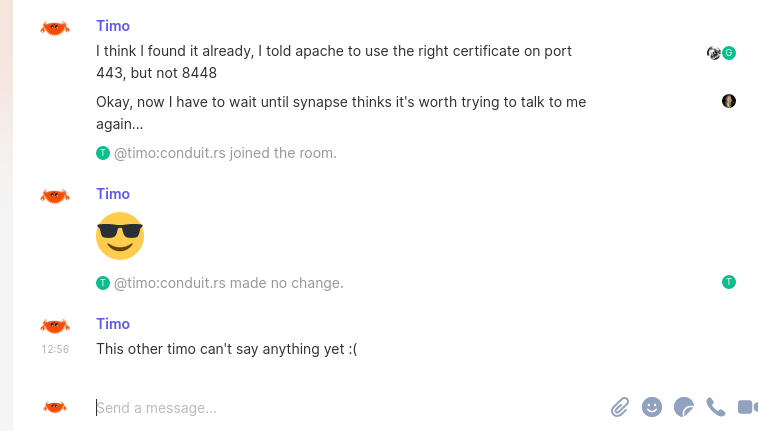 Timo
I think I found it already, I told apache to use the right certificate on port
443, but not 8448
G
Okay, now I have to wait until synapse thinks it's worth trying to talk to me
again...
T @timo:conduit.rs joined the room.
Timo
T @timo:conduit.rs made no change.
T
Timo
12:56 This other timo can't say anything yet :(
Send a message...